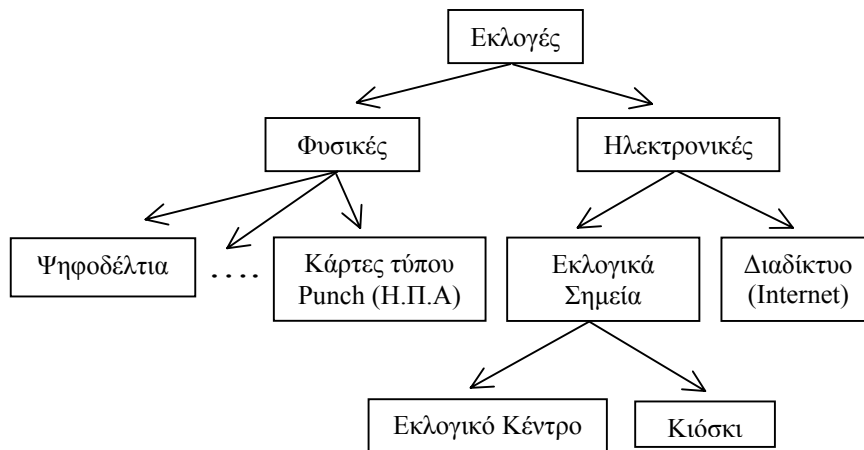 Εκλογές
Φυσικές
Ηλεκτρονικές
Ψηφοδέλτια
....
Κάρτες τύπου
Punch (Η.Π.Α)
Εκλογικά
Σημεία
Διαδίκτυο
(Internet)
Εκλογικό Κέντρο
Κιόσκι